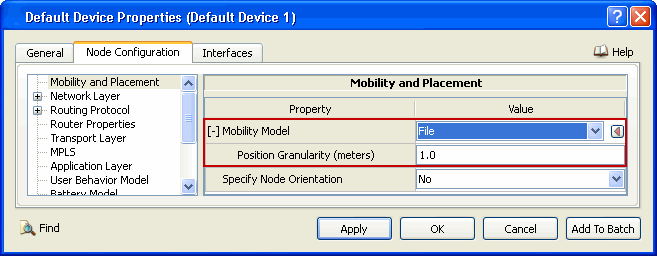 Default Device Properties (Default Device 1)
General
Node Configuration
Interfaces
Help
Mobility and Placement
Network Layer
Routing Protocol
Router Properties
Transport Layer
MPLS
Application Layer
User Behavior Model
Battery Model
Mobility and Placement
Property Value
[-] Mobility Model File
Position Granularity (meters) 1.0
Specify Node Orientation No
Find
Apply
OK
Cancel
Add To Batch